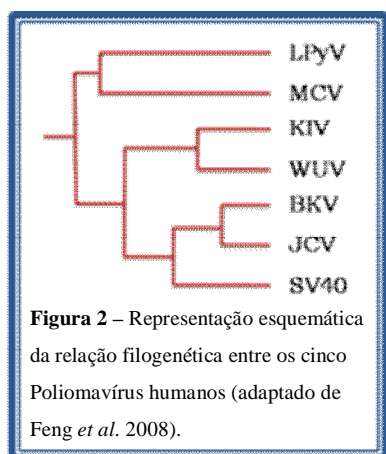 LPyV
MCV
KIV
WUV
BKV
JCV
SV40
Figura 2 – Representação esquemática
da relação filogenética entre os cinco
Poliomavírus humanos (adaptado de
Feng et al. 2008).